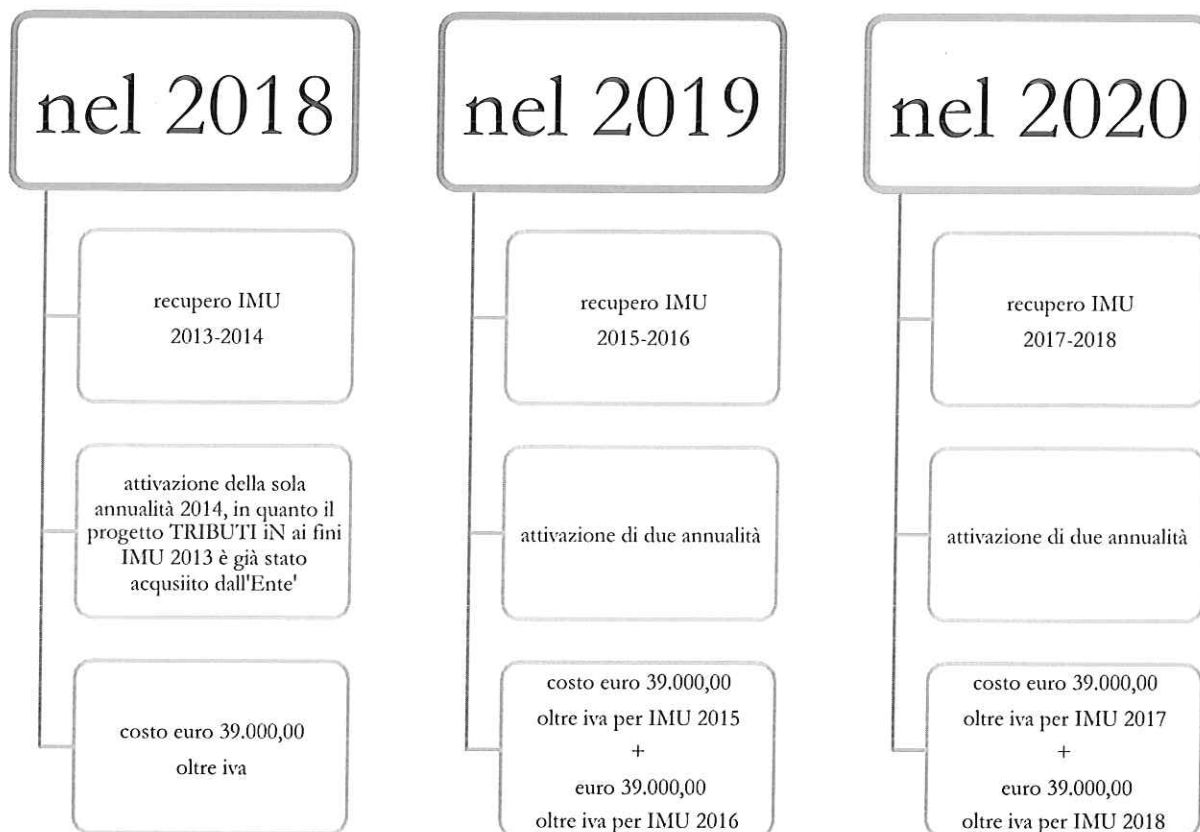 nel 2018
recupero IMU
2013-2014
attivazione della sola
annualità 2014, in quanto il
progetto TRIBUTI iN ai fini
IMU 2013 è già stato
acqusiito dall'Ente'
costo euro 39.000,00
oltre iva
nel 2019
recupero IMU
2015-2016
attivazione di due annualità
costo euro 39.000,00
oltre iva per IMU 2015
+
euro 39.000,00
oltre iva per IMU 2016
nel 2020
recupero IMU
2017-2018
attivazione di due annualità
costo euro 39.000,00
oltre iva per IMU 2017
+
euro 39.000,00
oltre iva per IMU 2018